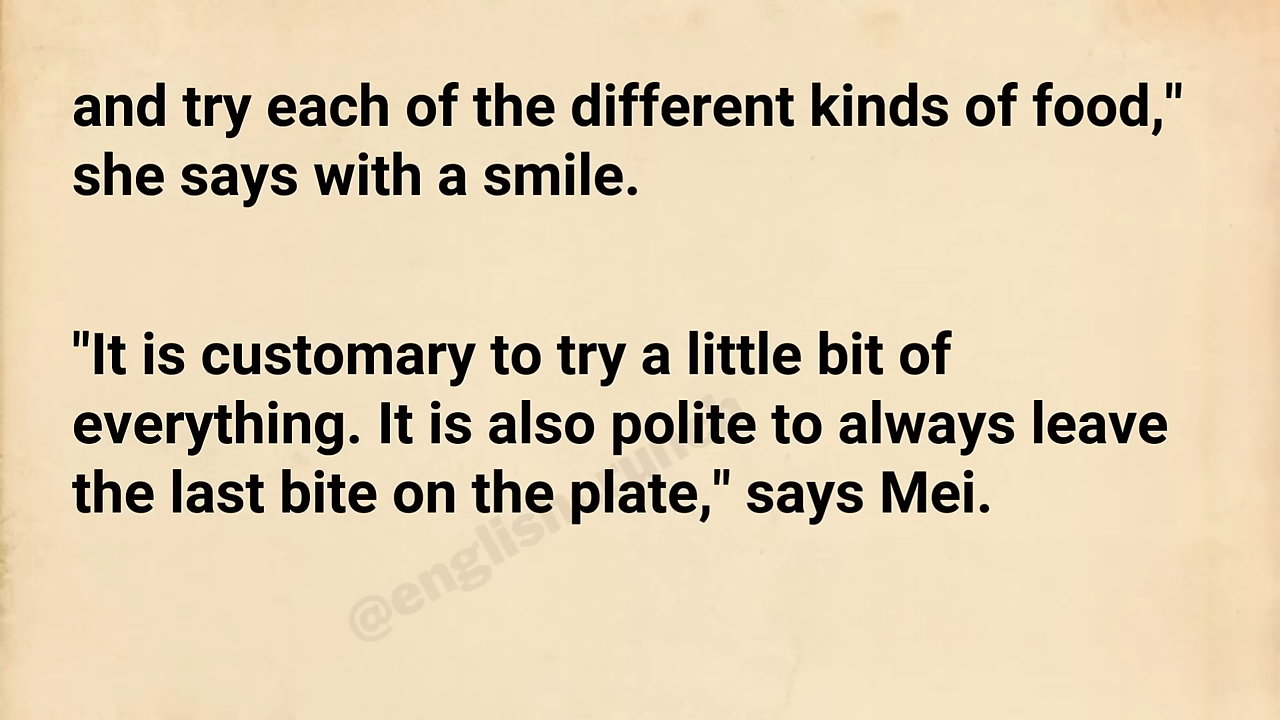 and try each of the different kinds of food,"
she says with a smile.
"It is customary to try a little bit of
everything. It is also polite to always leave
the last bite on the plate," says Mei.